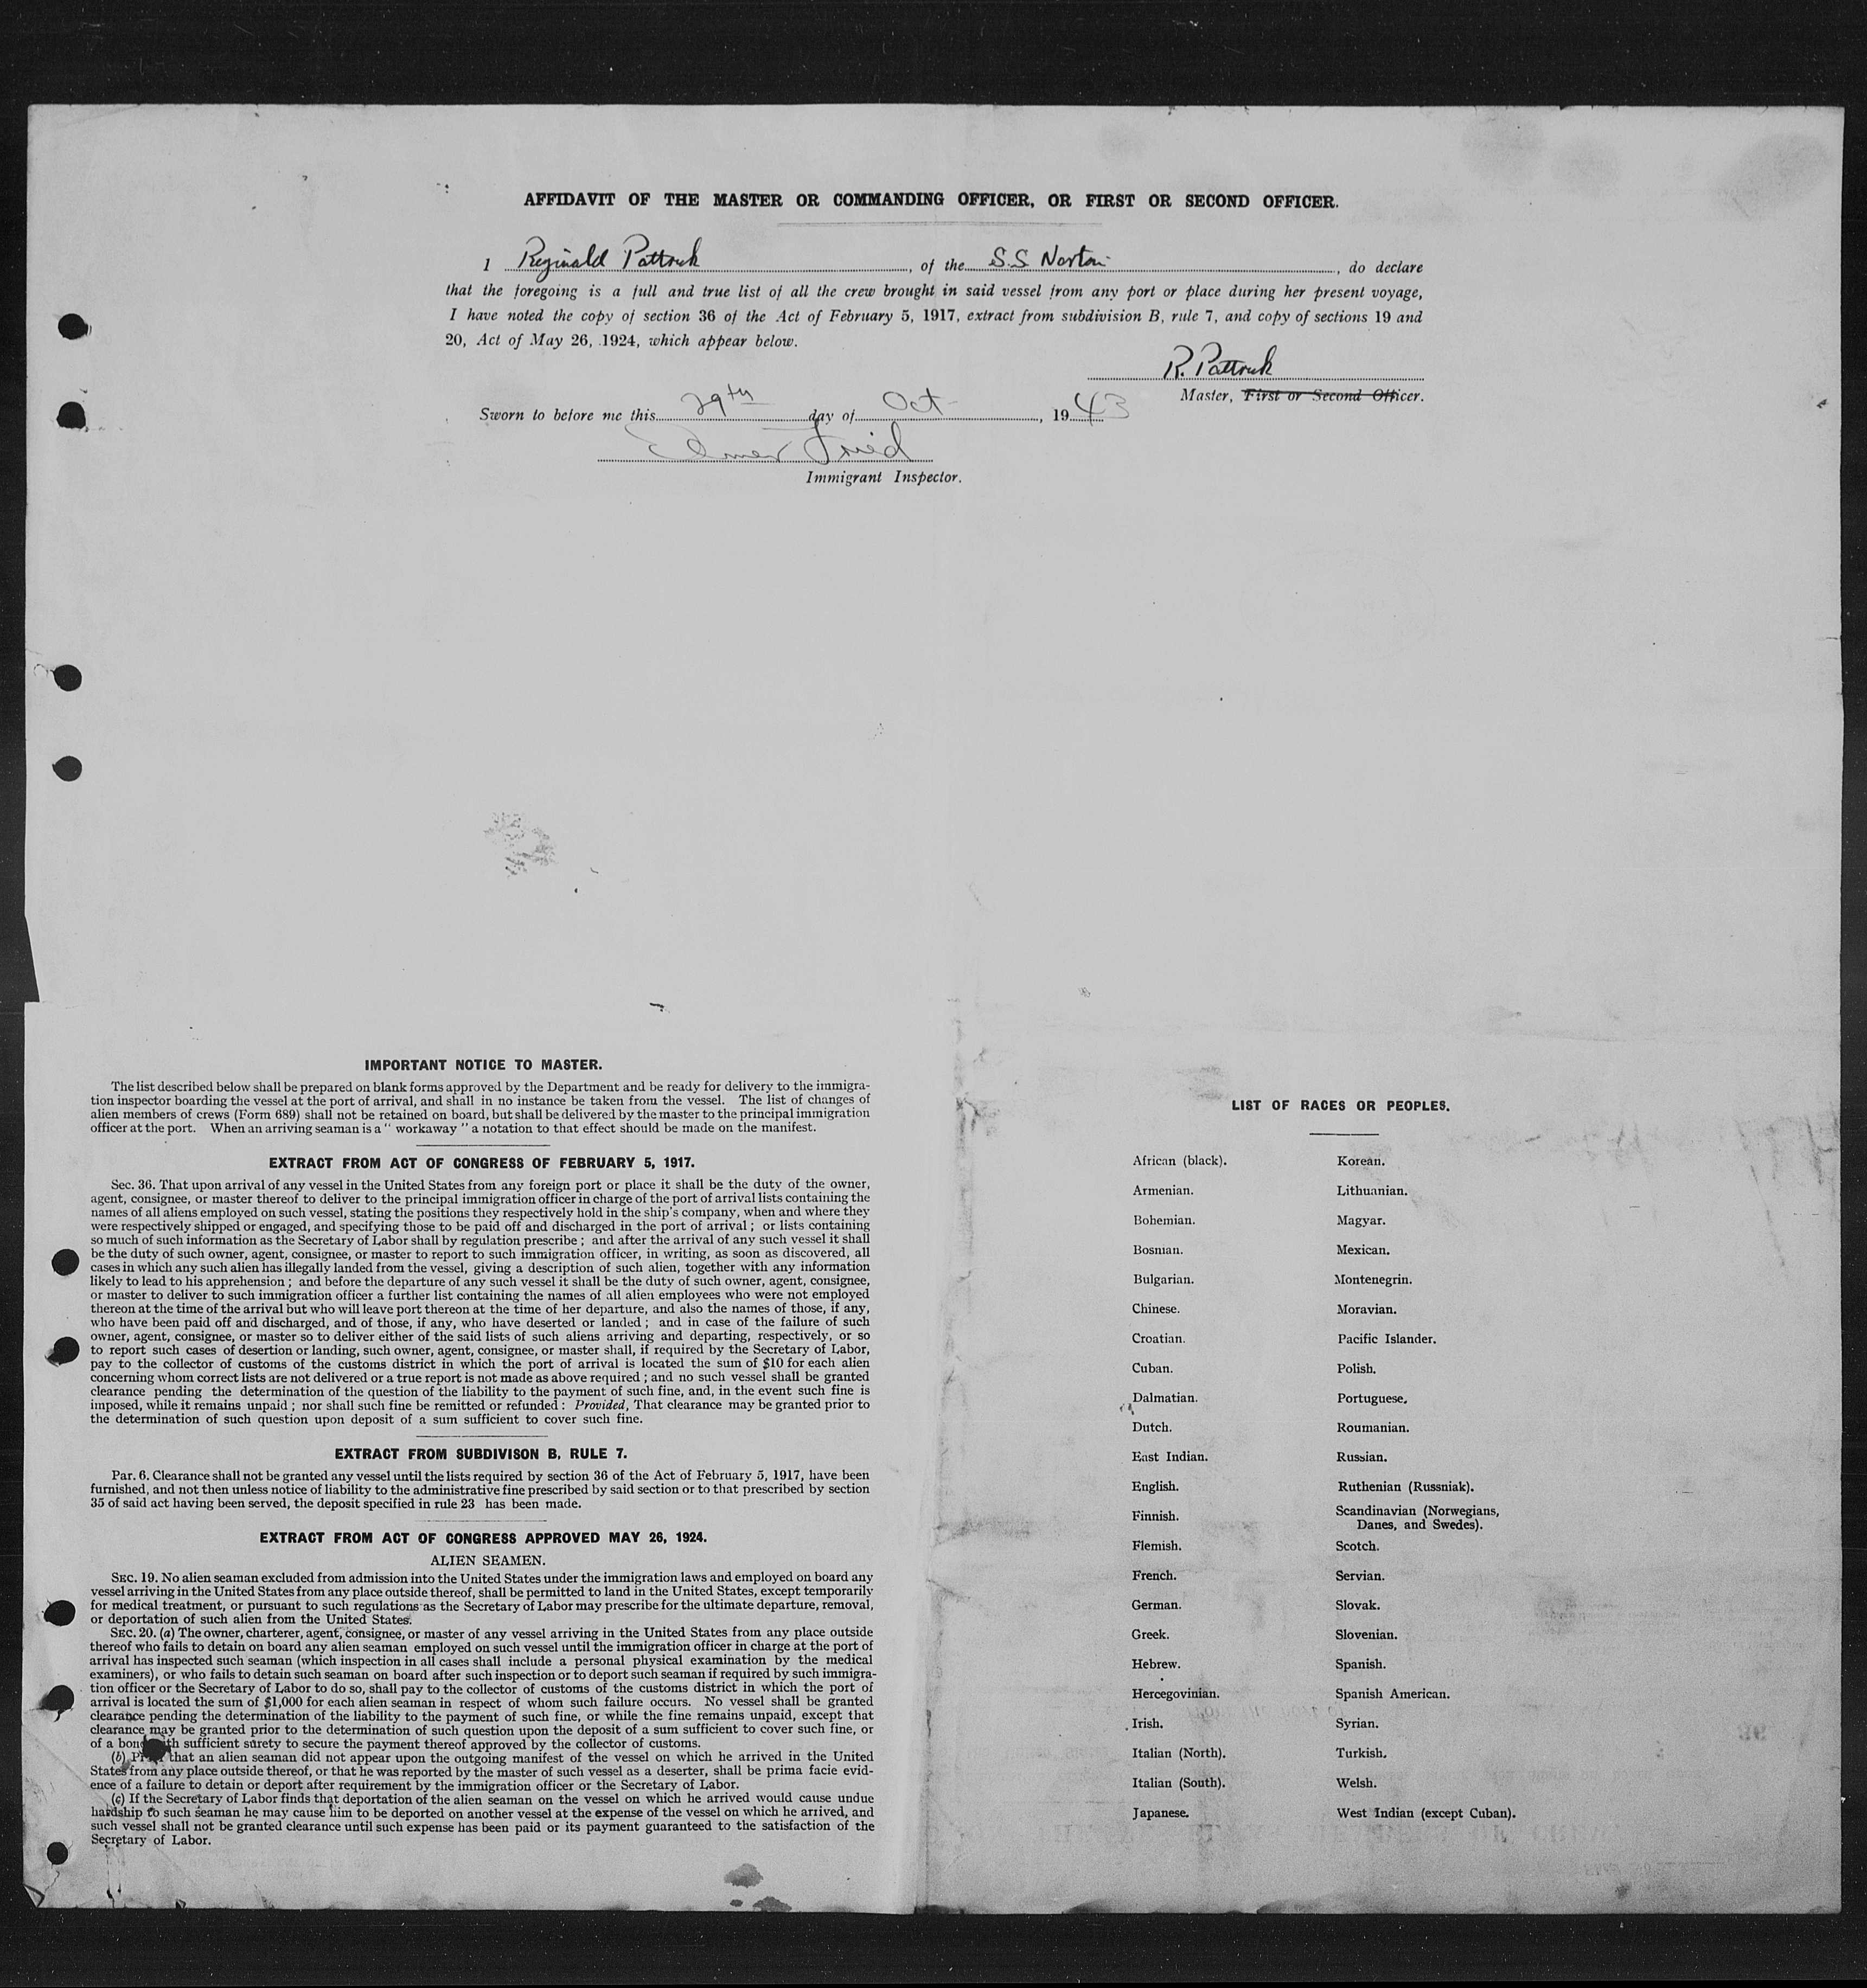 AFFIDAVIT OF THE MASTER OR COMMANDING OFFICER, OR FIRST OR SECOND OFFICER.
I Reginald Pattrick, of the S.S Norton, do declare
that the foregoing is a full and true list of all the crew brought in said vessel from any port or place during her present voyage,
I have noted the copy of section 36 of the Act of February 5, 1917, extract from subdivision B, rule 7, and copy of sections 19 and
20, Act of May 26, 1924, which appear below.
R. Pattrick
Master, First or Second Officer.
Sworn to before me this 29th day of Oct, 1943
Elmer Fried
Immigrant Inspector.
IMPORTANT NOTICE TO MASTER.
The list described below shall be prepared on blank forms approved by the Department and be ready for delivery to the immigra-
tion inspector boarding the vessel at the port of arrival, and shall in no instance be taken from the vessel. The list of changes of
alien members of crews (Form 689) shall not be retained on board, but shall be delivered by the master to the principal immigration
officer at the port. When an arriving seaman is a " workaway " a notation to that effect should be made on the manifest.
EXTRACT FROM ACT OF CONGRESS OF FEBRUARY 5, 1917.
Sec. 36. That upon arrival of any vessel in the United States from any foreign port or place it shall be the duty of the owner,
agent, consignee, or master thereof to deliver to the principal immigration officer in charge of the port of arrival lists containing the
names of all aliens employed on such vessel, stating the positions they respectively hold in the ship's company, when and where they
were respectively shipped or engaged, and specifying those to be paid off and discharged in the port of arrival ; or lists containing
so much of such information as the Secretary of Labor shall by regulation prescribe ; and after the arrival of any such vessel it shall
be the duty of such owner, agent, consignee, or master to report to such immigration officer, in writing, as soon as discovered, all
cases in which any such alien has illegally landed from the vessel, giving a description of such alien, together with any information
likely to lead to his apprehension ; and before the departure of any such vessel it shall be the duty of such owner, agent, consignee,
or master to deliver to such immigration officer a further list containing the names of all alien employees who were not employed
thereon at the time of the arrival but who will leave port thereon at the time of her departure, and also the names of those, if any,
who have been paid off and discharged, and of those, if any, who have deserted or landed ; and in case of the failure of such
owner, agent, consignee, or master so to deliver either of the said lists of such aliens arriving and departing, respectively, or so
to report such cases of desertion or landing, such owner, agent, consignee, or master shall, if required by the Secretary of Labor,
pay to the collector of customs of the customs district in which the port of arrival is located the sum of $10 for each alien
concerning whom correct lists are not delivered or a true report is not made as above required ; and no such vessel shall be granted
clearance pending the determination of the question of the liability to the payment of such fine, and, in the event such fine is
imposed, while it remains unpaid ; nor shall such fine be remitted or refunded : Provided, That clearance may be granted prior to
the determination of such question upon deposit of a sum sufficient to cover such fine.
EXTRACT FROM SUBDIVISON B, RULE 7.
Par. 6. Clearance shall not be granted any vessel until the lists required by section 36 of the Act of February 5, 1917, have been
furnished, and not then unless notice of liability to the administrative fine prescribed by said section or to that prescribed by section
35 of said act having been served, the deposit specified in rule 23 has been made.
EXTRACT FROM ACT OF CONGRESS APPROVED MAY 26, 1924.
ALIEN SEAMEN.
SEC. 19. No alien seaman excluded from admission into the United States under the immigration laws and employed on board any
vessel arriving in the United States from any place outside thereof, shall be permitted to land in the United States, except temporarily
for medical treatment, or pursuant to such regulations as the Secretary of Labor may prescribe for the ultimate departure, removal,
or deportation of such alien from the United States.
SEC. 20. (a) The owner, charterer, agent, consignee, or master of any vessel arriving in the United States from any place outside
thereof who fails to detain on board any alien seaman employed on such vessel until the immigration officer in charge at the port of
arrival has inspected such seaman (which inspection in all cases shall include a personal physical examination by the medical
examiners), or who fails to detain such seaman on board after such inspection or to deport such seaman if required by such immigra-
tion officer or the Secretary of Labor to do so, shall pay to the collector of customs of the customs district in which the port of
arrival is located the sum of $1,000 for each alien seaman in respect of whom such failure occurs. No vessel shall be granted
clearance pending the determination of the liability to the payment of such fine, or while the fine remains unpaid, except that
clearance may be granted prior to the determination of such question upon the deposit of a sum sufficient to cover such fine, or
of a bond with sufficient surety to secure the payment thereof approved by the collector of customs.
(b) Proof that an alien seaman did not appear upon the outgoing manifest of the vessel on which he arrived in the United
States from any place outside thereof, or that he was reported by the master of such vessel as a deserter, shall be prima facie evid-
ence of a failure to detain or deport after requirement by the immigration officer or the Secretary of Labor.
(c) If the Secretary of Labor finds that deportation of the alien seaman on the vessel on which he arrived would cause undue
hardship to such seaman he may cause him to be deported on another vessel at the expense of the vessel on which he arrived, and
such vessel shall not be granted clearance until such expense has been paid or its payment guaranteed to the satisfaction of the
Secretary of Labor.
LIST OF RACES OR PEOPLES.
African (black). Korean.
Armenian. Lithuanian.
Bohemian. Magyar.
Bosnian. Mexican.
Bulgarian. Montenegrin.
Chinese. Moravian.
Croatian. Pacific Islander.
Cuban. Polish.
Dalmatian. Portuguese.
Dutch. Roumanian.
East Indian. Russian.
English. Ruthenian (Russniak).
Finnish. Scandinavian (Norwegians,
Danes, and Swedes).
Flemish. Scotch.
French. Servian.
German. Slovak.
Greek. Slovenian.
Hebrew. Spanish.
Hercegovinian. Spanish American.
Irish. Syrian.
Italian (North). Turkish.
Italian (South). Welsh.
Japanese. West Indian (except Cuban).